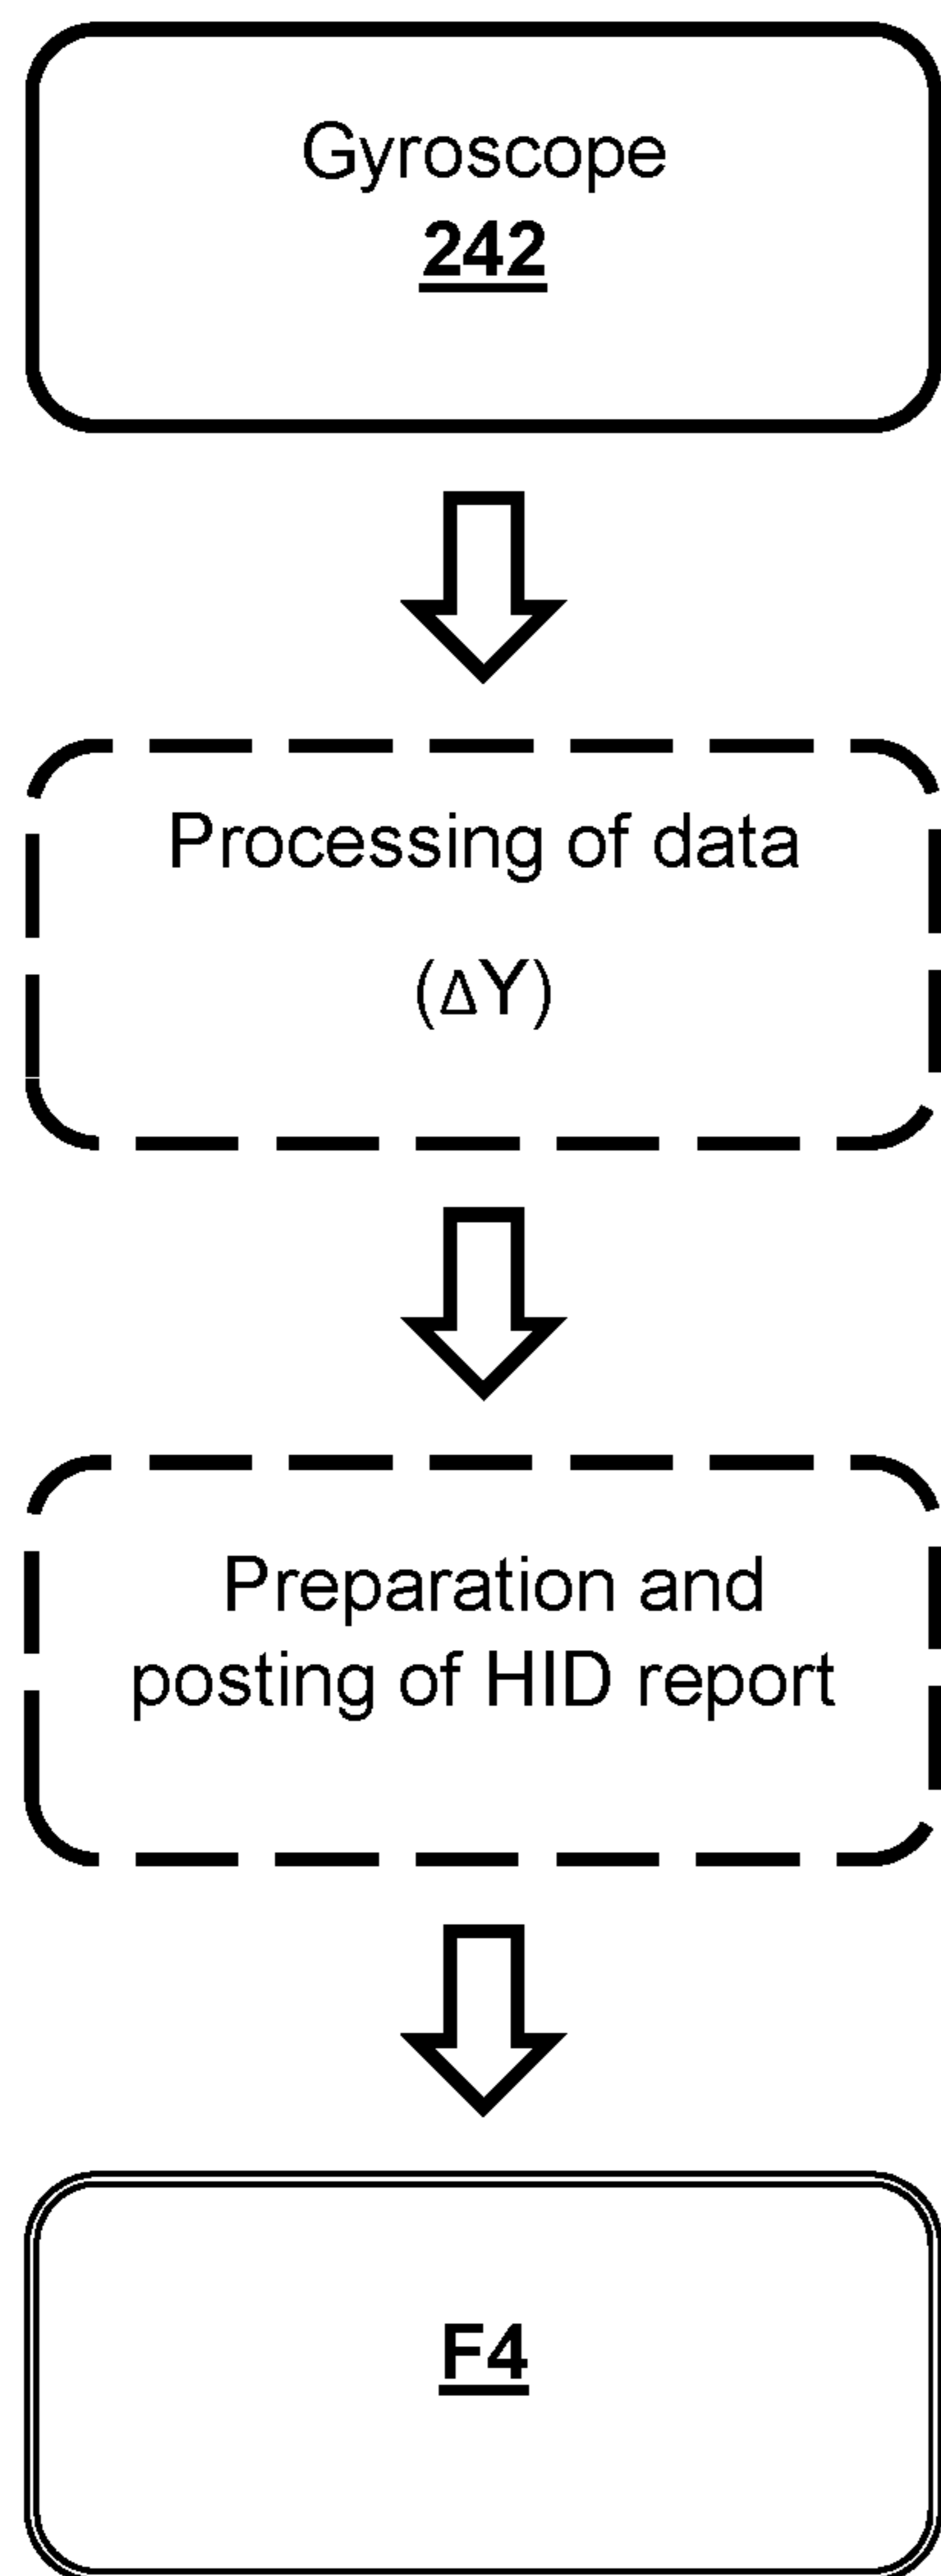 Gyroscope
242
Processing of data
(ΔY)
Preparation and
posting of HID report
F4